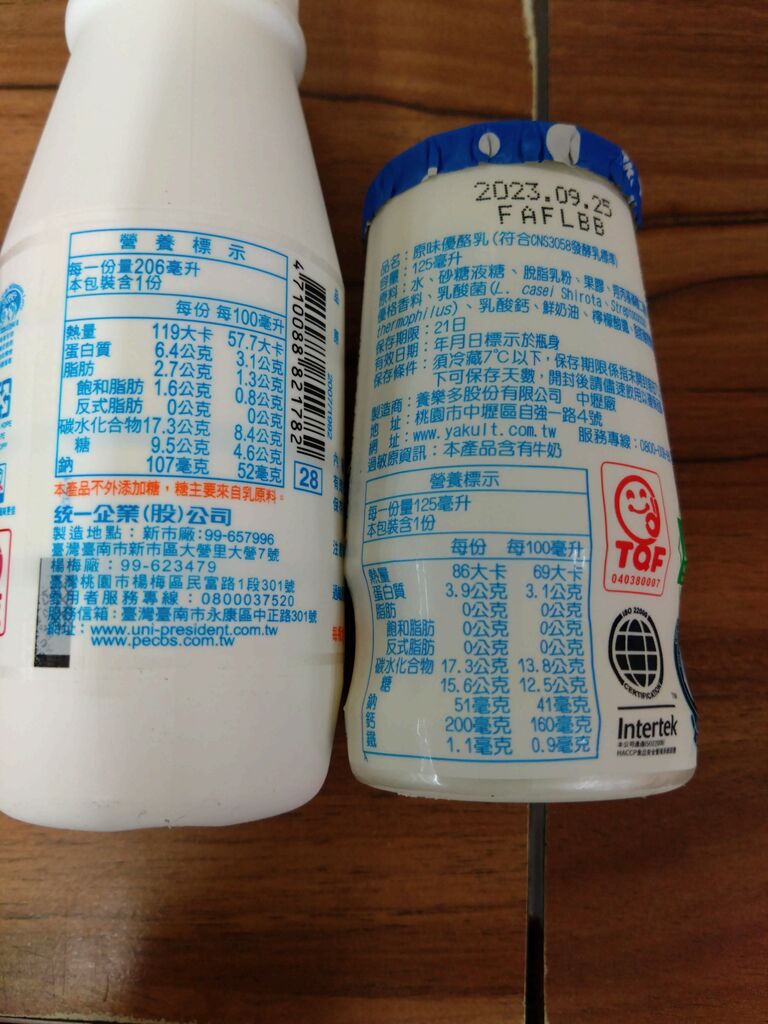 營養標示
每一份量206毫升
本包裝含1份
每份 每100毫升
熱量 119大卡 57.7大卡
蛋白質 6.4公克 3.1公克
脂肪 2.7公克 1.3公克
飽和脂肪 1.6公克 0.8公克
反式脂肪 0公克 0公克
碳水化合物17.3公克 8.4公克
糖 9.5公克 4.6公克
鈉 107毫克 52毫克
4710088821782
28
本產品不外添加糖，糖主要來自乳原料。
統一企業(股)公司
製造地點：新市廠:99-657996
臺灣臺南市新市區大營里大營7號
楊梅廠：99-623479
臺灣桃園市楊梅區民富路1段301號
使用者服務專線：0800037520
服務信箱：臺灣臺南市永康區中正路301號
網址：www.uni-president.com.tw
www.pecos.com.tw
2023.09.25
FAFLBB
品名：原味優酪乳(符合CNS3058發酵乳標準)
容量：125毫升
原料：水、砂糖液糖、脫脂乳粉、果膠、
優格香料、乳酸菌(L. casei Shirota、
thermophilus)、乳酸鈣、鮮奶油、檸檬酸
保存期限：21日
有效日期：年月日標示於瓶身
保存條件：須冷藏7℃以下，保存期限係指未開封
下可保存天數，開封後請儘速飲用
製造商：養樂多股份有限公司 中壢廠
地 址：桃園市中壢區自強一路4號
網 址：www.yakult.com.tw 服務專線：0800-
過敏原資訊：本產品含有牛奶
營養標示
每一份量125毫升
本包裝含1份
每份 每100毫升
熱量 86大卡 69大卡
蛋白質 3.9公克 3.1公克
脂肪 0公克 0公克
飽和脂肪 0公克 0公克
反式脂肪 0公克 0公克
碳水化合物 17.3公克 13.8公克
糖 15.6公克 12.5公克
鈉 51毫克 41毫克
鈣 200毫克 160毫克
鐵 1.1毫克 0.9毫克
TQF
040380007
ISO 22000
CERTIFICATION
Intertek